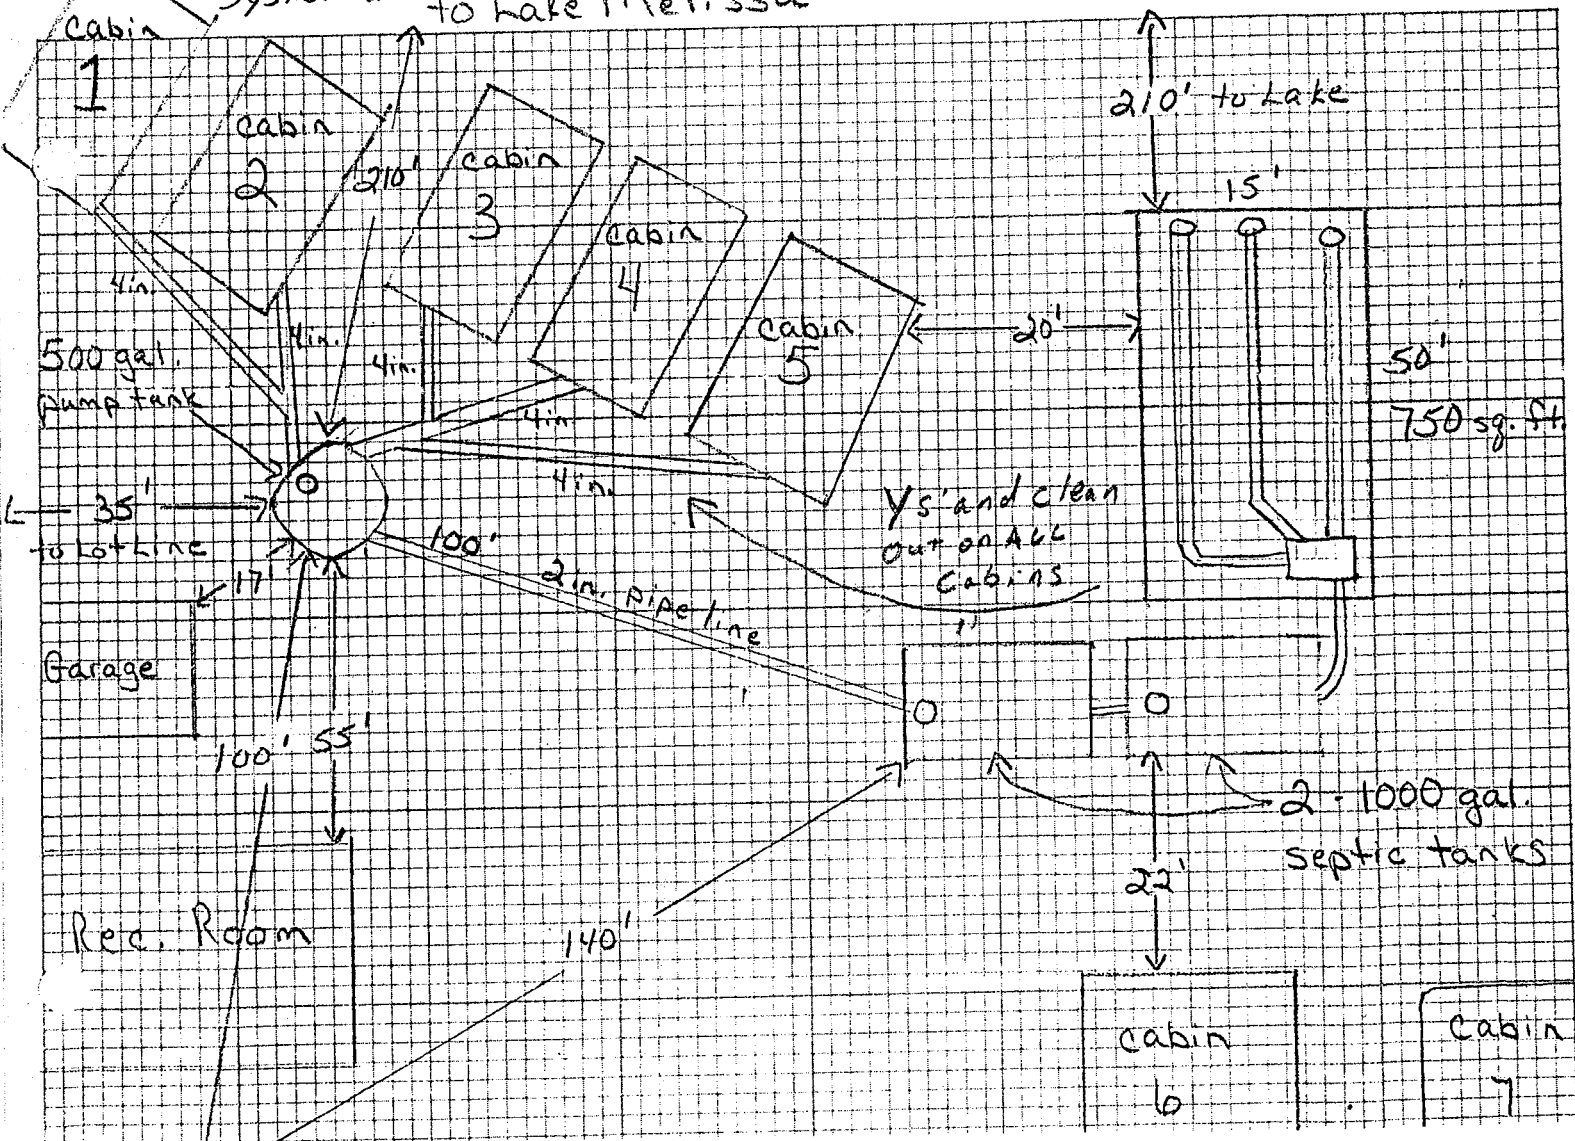 to Lake Melissa
Cabin
1
Cabin
2
210'
Cabin
3
Cabin
4
Cabin
5
210' to Lake
15'
20'
50'
750 sq. ft.
4in.
4in.
4in.
4in
4in.
500 gal.
pump tank
35'
to Lot Line
17'
Garage
100'
2in. pipe line
Ys' and Clean
Out on ALL
Cabins
100'
55'
Rec. Room
140'
22'
2 - 1000 gal.
septic tanks
Cabin
6
Cabin
7